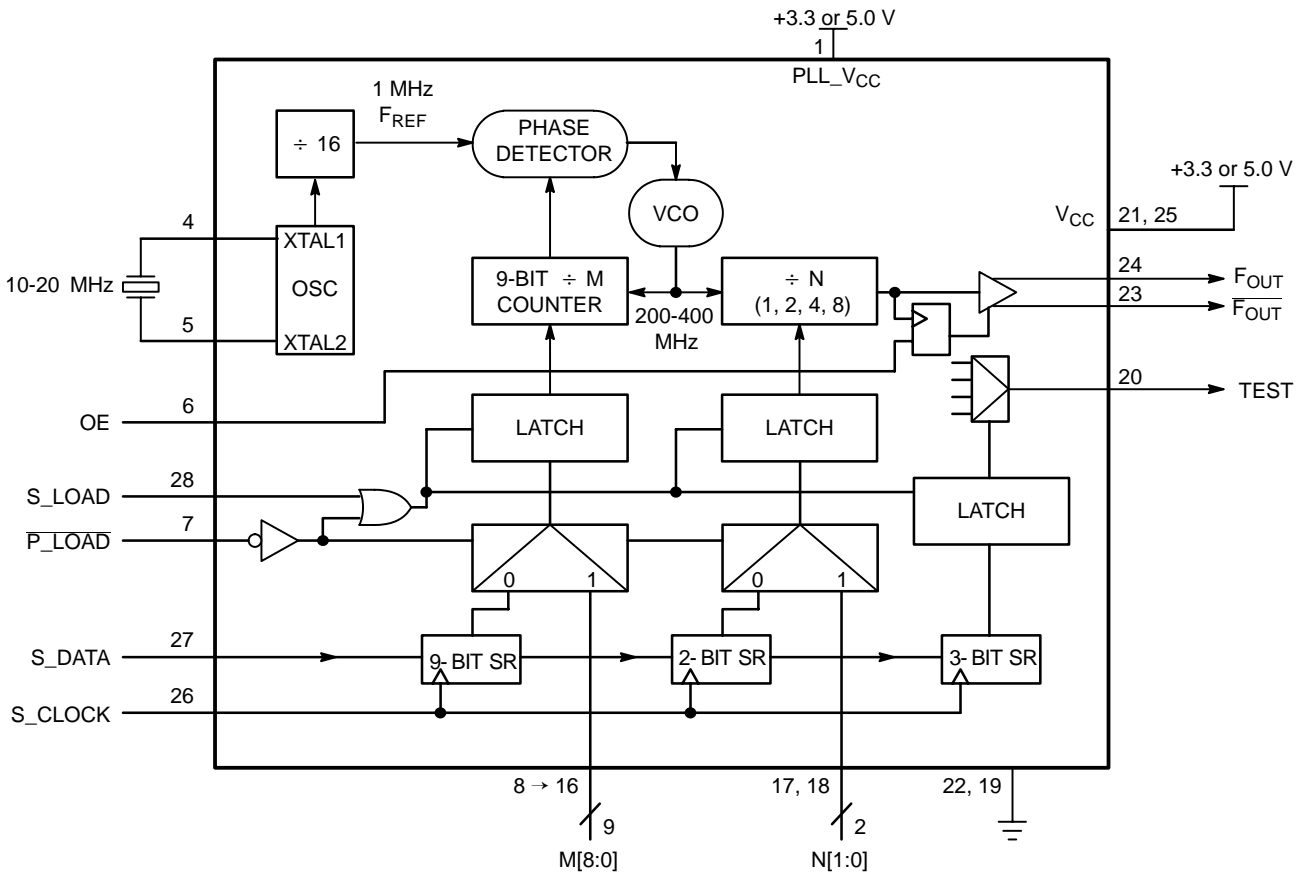 +3.3 or 5.0 V
1
PLL_VCC
1 MHz
FREF
÷ 16
PHASE
DETECTOR
VCO
+3.3 or 5.0 V
VCC
21, 25
4
XTAL1
10-20 MHz
OSC
5
XTAL2
9-BIT ÷ M
COUNTER
200-400
MHz
÷ N
(1, 2, 4, 8)
24
FOUT
23
FOUT
20
TEST
6
OE
LATCH
LATCH
28
S_LOAD
LATCH
7
P_LOAD
0
1
0
1
27
S_DATA
9- BIT SR
2- BIT SR
3- BIT SR
26
S_CLOCK
8 → 16
17, 18
22, 19
9
2
M[8:0]
N[1:0]